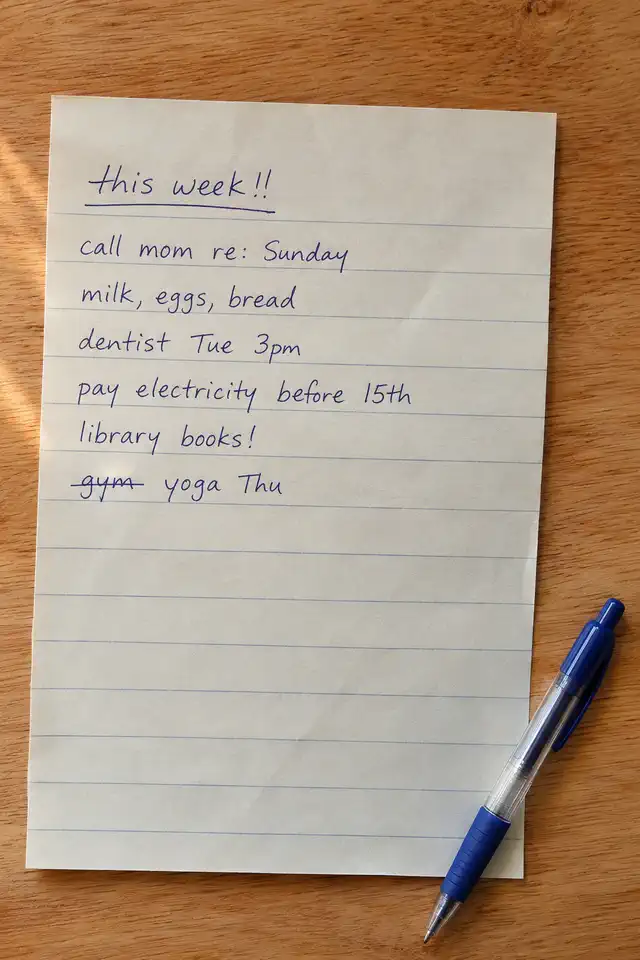 this week!!
call mom re: Sunday
milk, eggs, bread
dentist Tue 3pm
pay electricity before 15th
library books!
gym yoga Thu